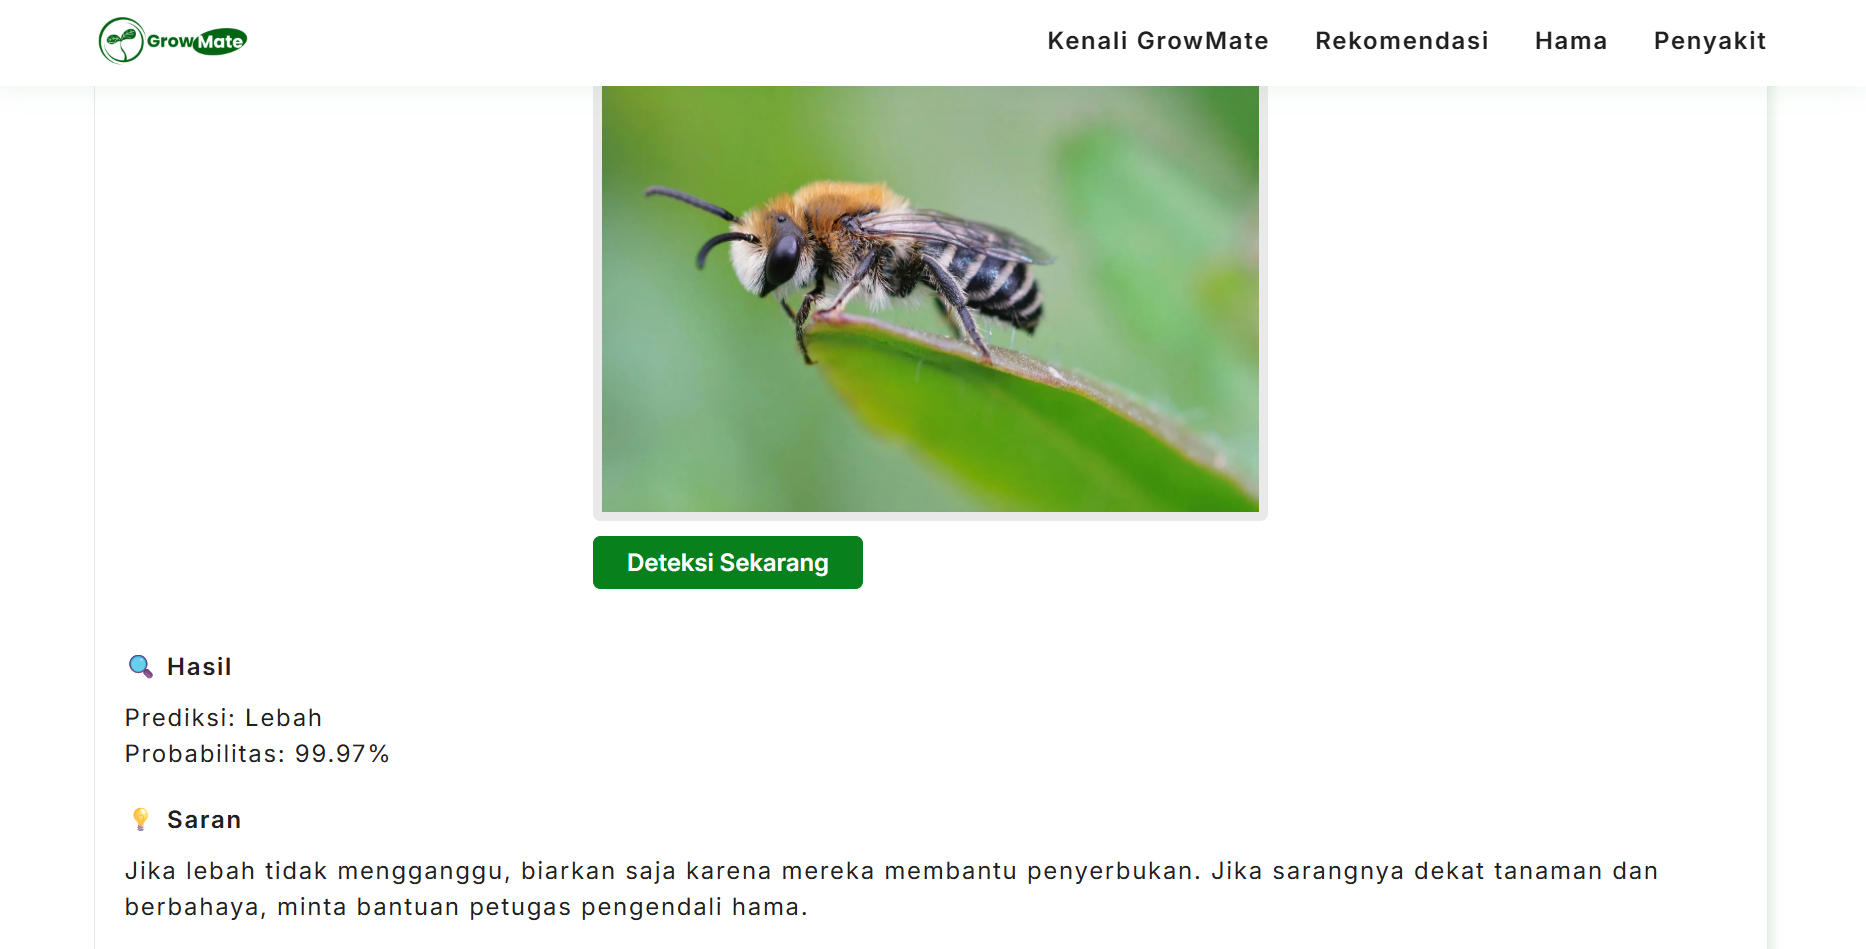 GrowMate
Kenali GrowMate
Rekomendasi
Hama
Penyakit
Deteksi Sekarang
Hasil
Prediksi: Lebah
Probabilitas: 99.97%
Saran
Jika lebah tidak mengganggu, biarkan saja karena mereka membantu penyerbukan. Jika sarangnya dekat tanaman dan
berbahaya, minta bantuan petugas pengendali hama.